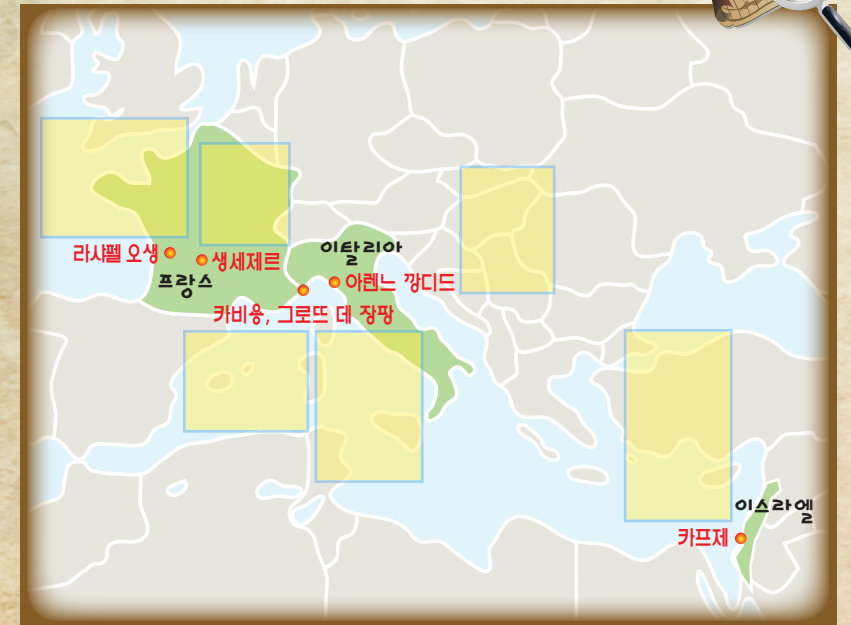 라샤펠 오생
생세제르
프랑스
이탈리아
아렌느 깡디드
카비용, 그로뜨 데 장팡
이스라엘
카프제